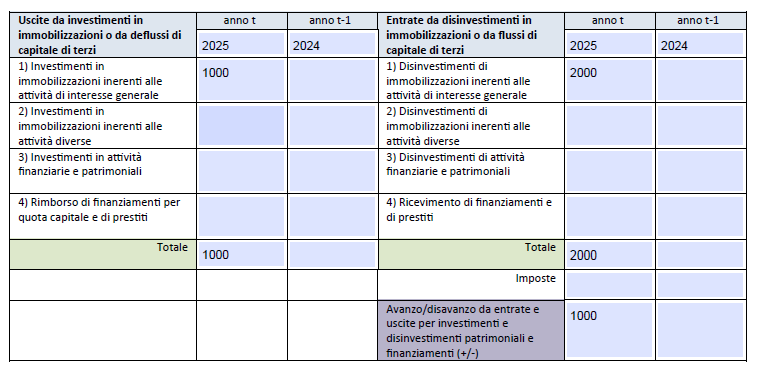 Uscite da investimenti in
immobilizzazioni o da deflussi di
capitale di terzi
anno t
anno t-1
2025
2024
Entrate da disinvestimenti in
immobilizzazioni o da flussi di
capitale di terzi
anno t
anno t-1
2025
2024
1) Investimenti in
immobilizzazioni inerenti alle
attività di interesse generale
1000
1) Disinvestimenti di
immobilizzazioni inerenti alle
attività di interesse generale
2000
2) Investimenti in
immobilizzazioni inerenti alle
attività diverse
2) Disinvestimenti di
immobilizzazioni inerenti alle
attività diverse
3) Investimenti in attività
finanziarie e patrimoniali
3) Disinvestimenti di attività
finanziarie e patrimoniali
4) Rimborso di finanziamenti per
quota capitale e di prestiti
4) Ricevimento di finanziamenti e
di prestiti
Totale
1000
Totale
2000
Imposte
Avanzo/disavanzo da entrate e
uscite per investimenti e
disinvestimenti patrimoniali e
finanziamenti (+/-)
1000